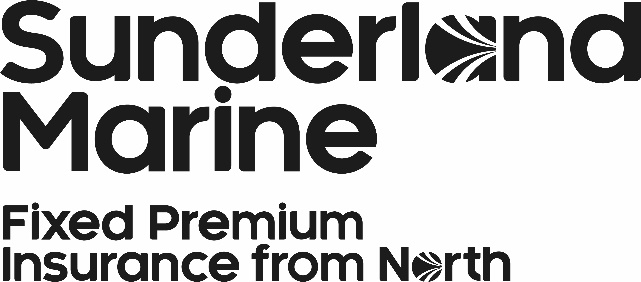 Sunderland
Marine
Fixed Premium
Insurance from North